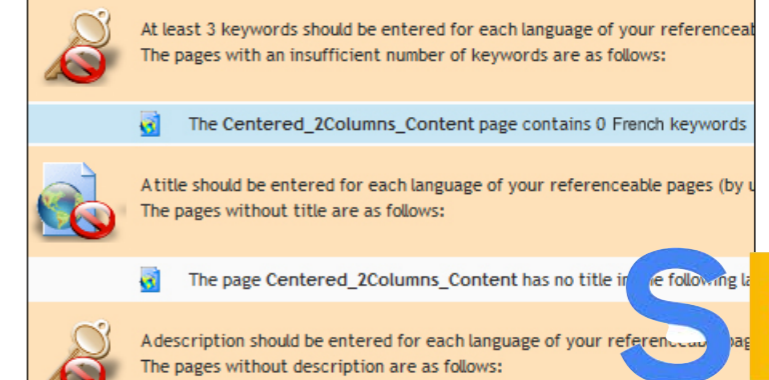 At least 3 keywords should be entered for each language of your
The pages with an insufficient number of keywords are as follows:
The Centered_2Columns_Content page contains 0 French keywords
A title should be entered for each language of your referenceable pages (by
The pages without title are as follows:
The page Centered_2Columns_Content has no title in the following
A description should be entered for each language of your
The pages without description are as follows:
S